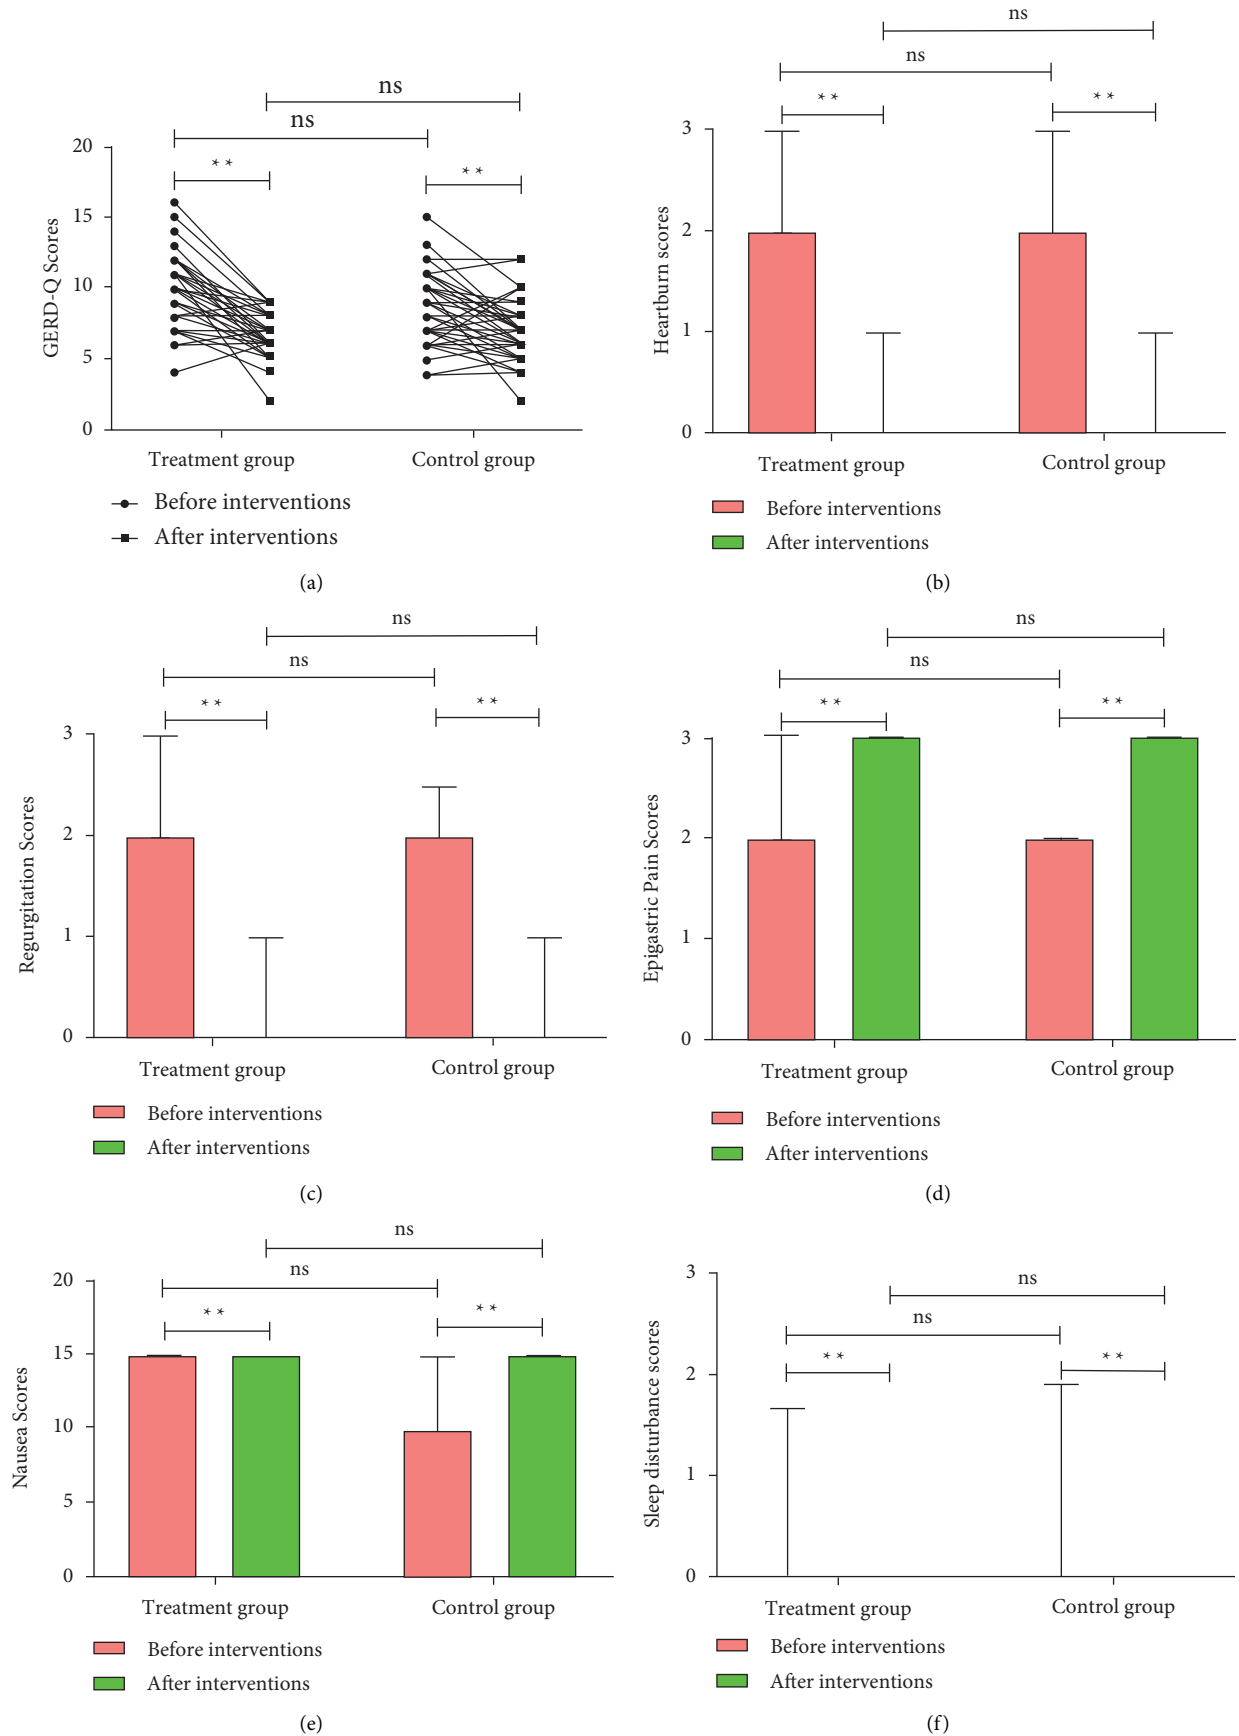 ns
ns
**
**
20
15
10
5
0
GERD-Q Scores
Treatment group
Control group
Before interventions
After interventions
(a)
ns
ns
**
**
3
2
1
0
Heartburn scores
Treatment group
Control group
Before interventions
After interventions
(b)
ns
ns
**
**
3
2
1
0
Regurgitation Scores
Treatment group
Control group
Before interventions
After interventions
(c)
ns
ns
**
**
3
2
1
0
Epigastric Pain Scores
Treatment group
Control group
Before interventions
After interventions
(d)
ns
ns
**
**
20
15
10
5
0
Nausea Scores
Treatment group
Control group
Before interventions
After interventions
(e)
ns
ns
**
**
3
2
1
0
Sleep disturbance scores
Treatment group
Control group
Before interventions
After interventions
(f)